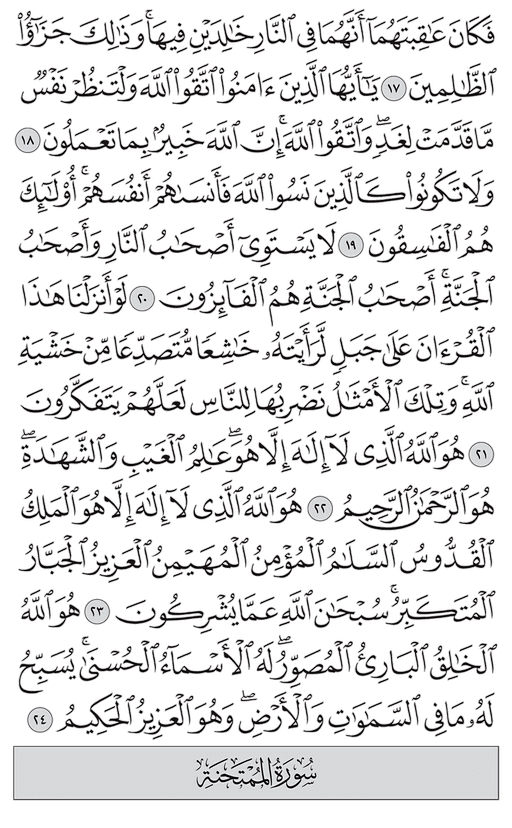 فَكَانَ عَٰقِبَتَهُمَآ أَنَّهُمَا فِى ٱلنَّارِ خَٰلِدَيْنِ فِيهَا ۚ وَذَٰلِكَ جَزَٰٓؤُا۟
ٱلظَّٰلِمِينَ ١٧ يَٰٓأَيُّهَا ٱلَّذِينَ ءَامَنُوا۟ ٱتَّقُوا۟ ٱللَّهَ وَلْتَنظُرْ نَفْسٌ
مَّا قَدَّمَتْ لِغَدٍ ۖ وَٱتَّقُوا۟ ٱللَّهَ ۚ إِنَّ ٱللَّهَ خَبِيرٌۢ بِمَا تَعْمَلُونَ ١٨
وَلَا تَكُونُوا۟ كَٱلَّذِينَ نَسُوا۟ ٱللَّهَ فَأَنسَىٰهُمْ أَنفُسَهُمْ ۚ أُو۟لَٰٓئِكَ
هُمُ ٱلْفَٰسِقُونَ ١٩ لَا يَسْتَوِىٓ أَصْحَٰبُ ٱلنَّارِ وَأَصْحَٰبُ
ٱلْجَنَّةِ ۚ أَصْحَٰبُ ٱلْجَنَّةِ هُمُ ٱلْفَآئِزُونَ ٢٠ لَوْ أَنزَلْنَا هَٰذَا
ٱلْقُرْءَانَ عَلَىٰ جَبَلٍ لَّرَأَيْتَهُۥ خَٰشِعًا مُّتَصَدِّعًا مِّنْ خَشْيَةِ
ٱللَّهِ ۚ وَتِلْكَ ٱلْأَمْثَٰلُ نَضْرِبُهَا لِلنَّاسِ لَعَلَّهُمْ يَتَفَكَّرُونَ
٢١ هُوَ ٱللَّهُ ٱلَّذِى لَآ إِلَٰهَ إِلَّا هُوَ ۖ عَٰلِمُ ٱلْغَيْبِ وَٱلشَّهَٰدَةِ ۖ
هُوَ ٱلرَّحْمَٰنُ ٱلرَّحِيمُ ٢٢ هُوَ ٱللَّهُ ٱلَّذِى لَآ إِلَٰهَ إِلَّا هُوَ ٱلْمَلِكُ
ٱلْقُدُّوسُ ٱلسَّلَٰمُ ٱلْمُؤْمِنُ ٱلْمُهَيْمِنُ ٱلْعَزِيزُ ٱلْجَبَّارُ
ٱلْمُتَكَبِّرُ ۚ سُبْحَٰنَ ٱللَّهِ عَمَّا يُشْرِكُونَ ٢٣ هُوَ ٱللَّهُ
ٱلْخَٰلِقُ ٱلْبَارِئُ ٱلْمُصَوِّرُ ۖ لَهُ ٱلْأَسْمَآءُ ٱلْحُسْنَىٰ ۚ يُسَبِّحُ
لَهُۥ مَا فِى ٱلسَّمَٰوَٰتِ وَٱلْأَرْضِ ۖ وَهُوَ ٱلْعَزِيزُ ٱلْحَكِيمُ ٢٤
سُورَةُ ٱلْمُمْتَحَنَةِ